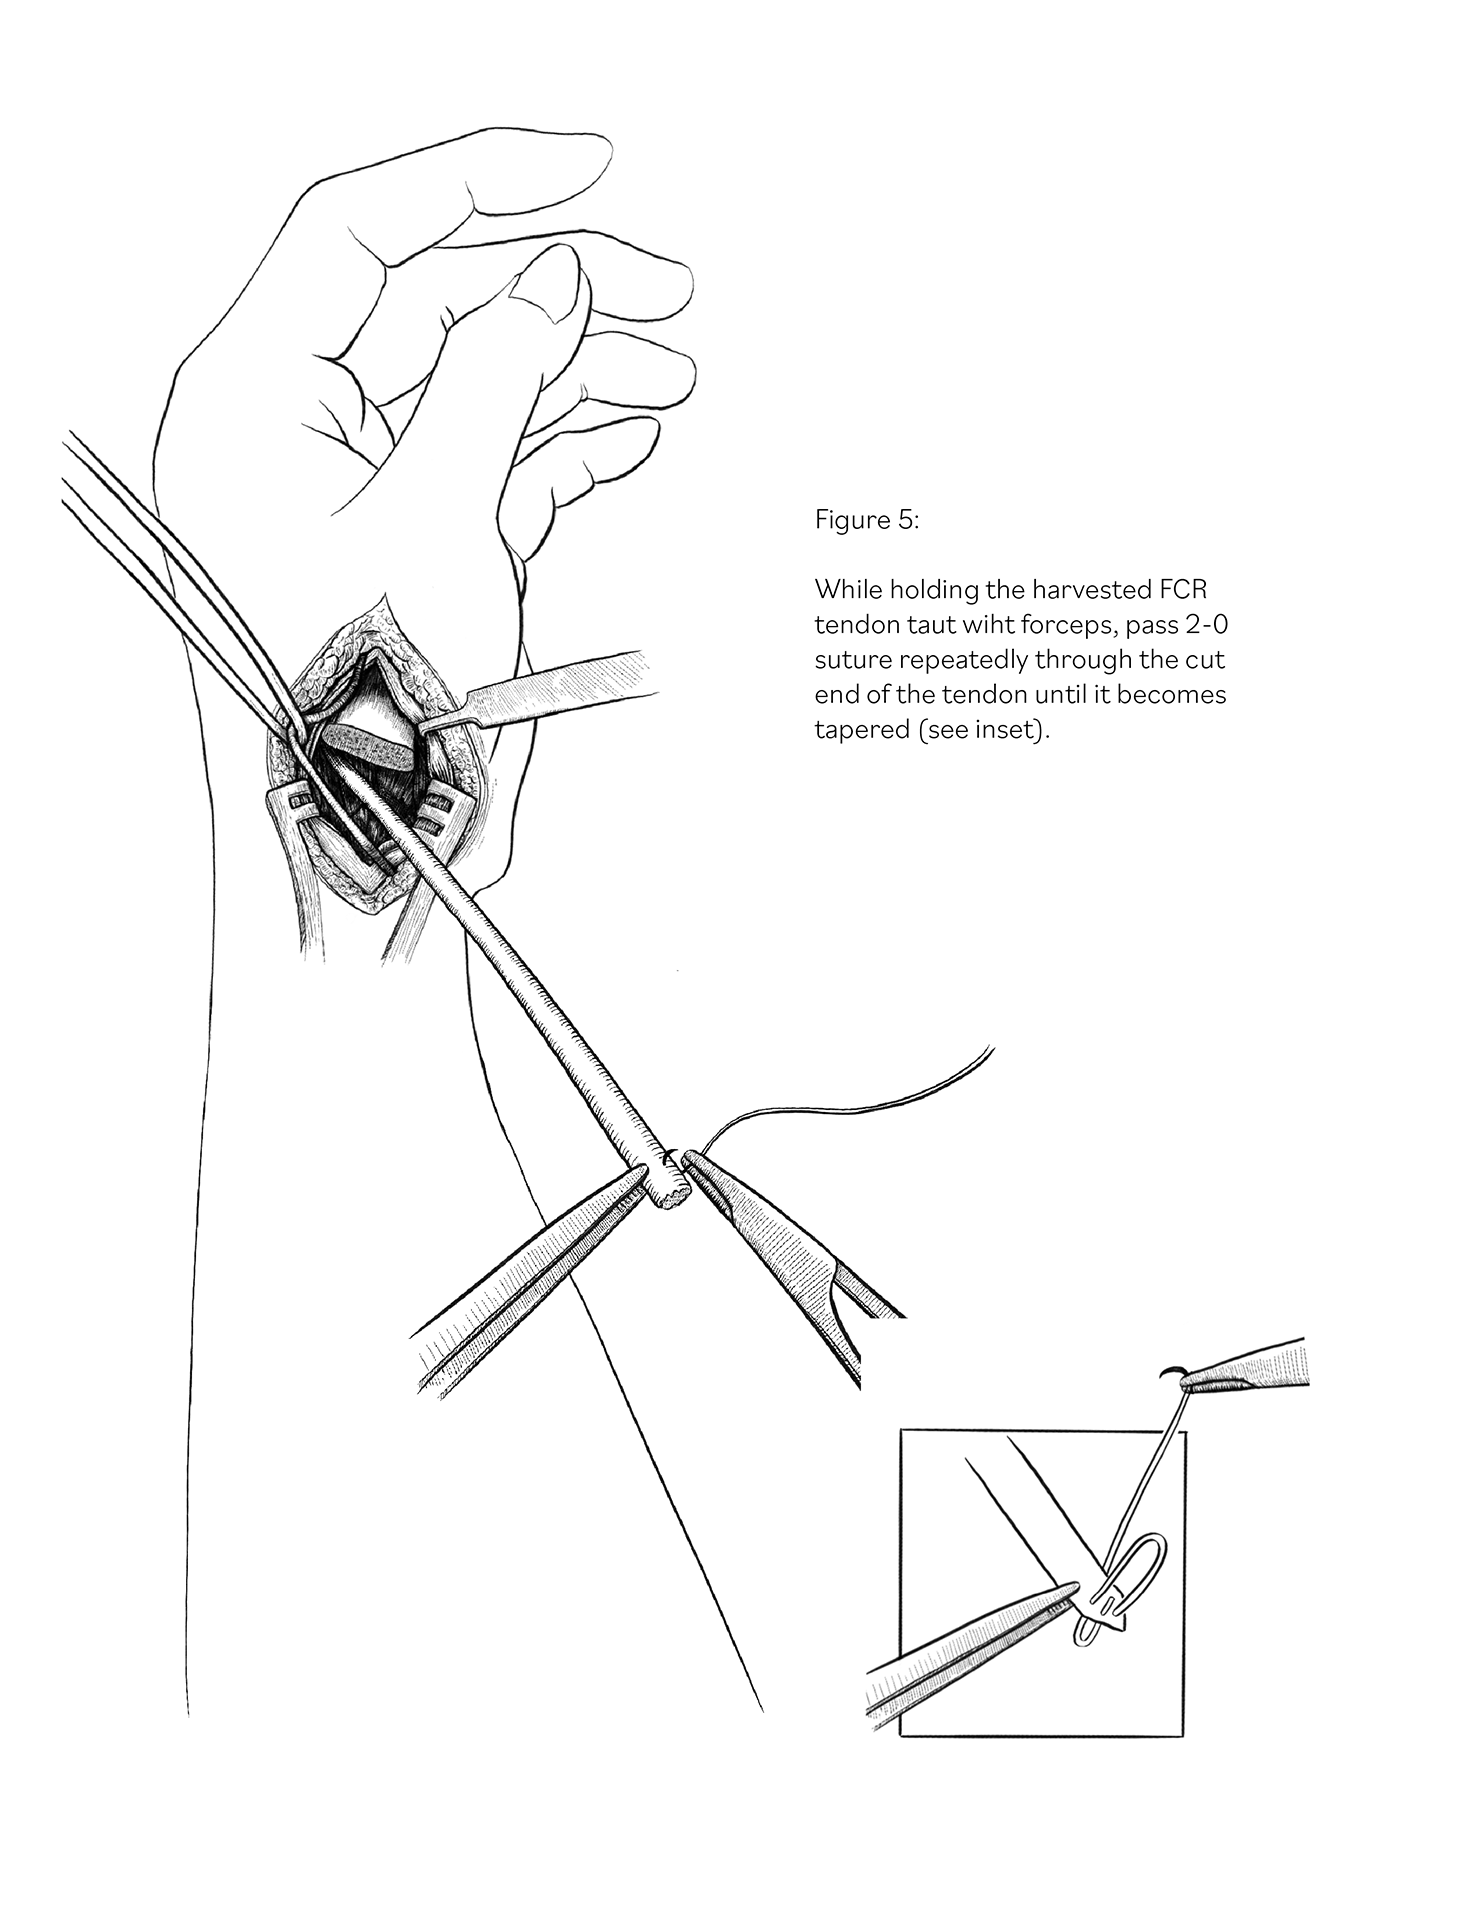 Figure 5:
While holding the harvested FCR
tendon taut wiht forceps, pass 2-0
suture repeatedly through the cut
end of the tendon until it becomes
tapered (see inset).